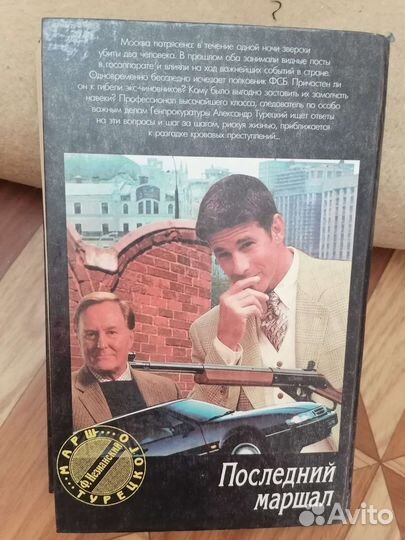 Москва потрясена: в течение одной ночи зверски
убиты два человека. В прошлом оба занимали видные посты
в госаппарате и влияли на ход важнейших событий в стране.
Одновременно бесследно исчезает полковник ФСБ. Причастен ли
он к гибели экс-чиновников? Кому было выгодно заставить их замолчать
навеки? Профессионал высочайшего класса, следователь по особо
важным делам Генпрокуратуры Александр Турецкий ищет ответы
на эти вопросы и шаг за шагом, рискуя жизнью, приближается
к разгадке кровавых преступлений...
МАРШ
Ф. Незнанский
ТУРЕЦКОГО
Последний
маршал
Avito